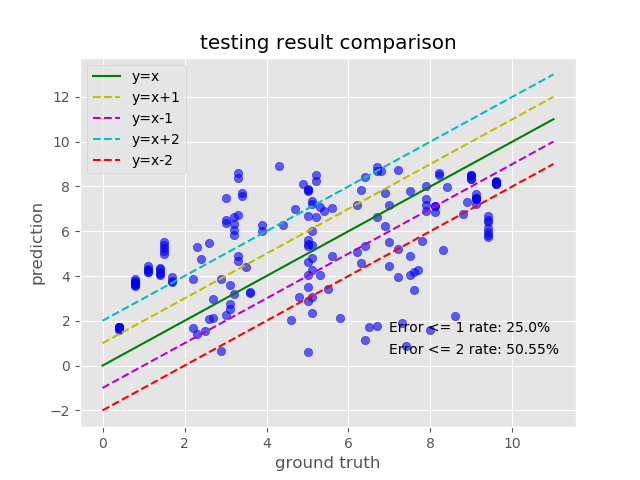 testing result comparison
y=x
y=x+1
y=x-1
y=x+2
y=x-2
12
10
8
6
4
2
0
−2
prediction
Error <= 1 rate: 25.0%
Error <= 2 rate: 50.55%
0 2 4 6 8 10
ground truth